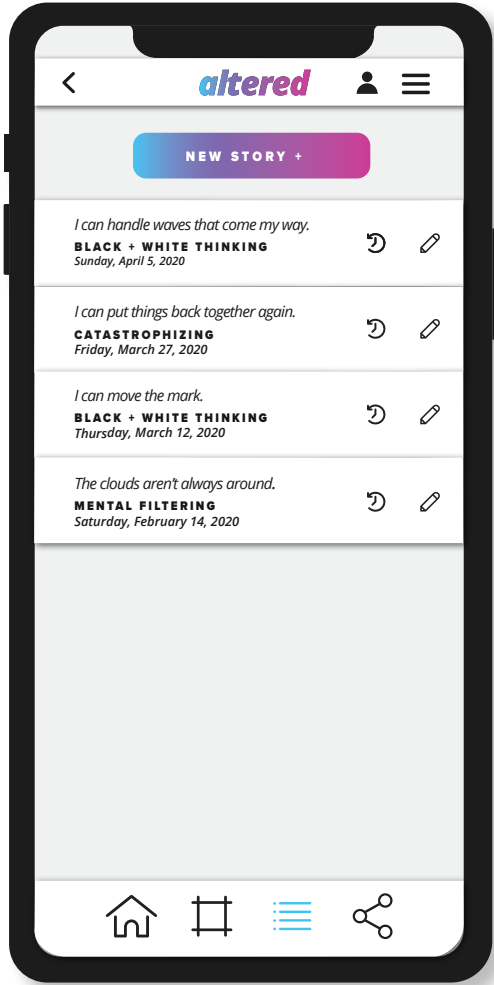 altered
NEW STORY +
I can handle waves that come my way.
BLACK + WHITE THINKING
Sunday, April 5, 2020
I can put things back together again.
CATASTROPHIZING
Friday, March 27, 2020
I can move the mark.
BLACK + WHITE THINKING
Thursday, March 12, 2020
The clouds aren't always around.
MENTAL FILTERING
Saturday, February 14, 2020